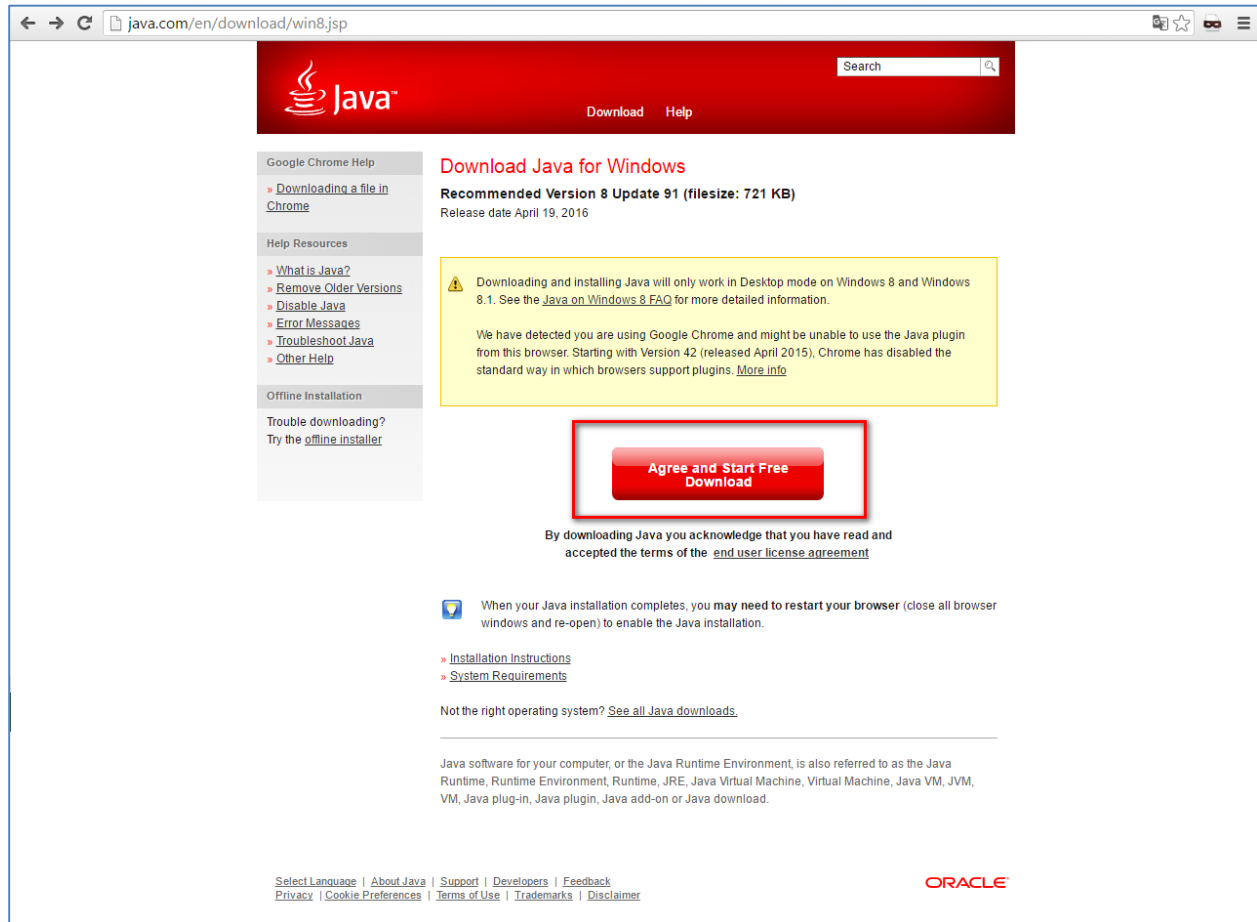 java.com/en/download/win8.jsp
Java™
Search
Download Help
Google Chrome Help
» Downloading a file in
Chrome
Help Resources
» What is Java?
» Remove Older Versions
» Disable Java
» Error Messages
» Troubleshoot Java
» Other Help
Offline Installation
Trouble downloading?
Try the offline installer
Download Java for Windows
Recommended Version 8 Update 91 (filesize: 721 KB)
Release date April 19, 2016
Downloading and installing Java will only work in Desktop mode on Windows 8 and Windows
8.1. See the Java on Windows 8 FAQ for more detailed information.
We have detected you are using Google Chrome and might be unable to use the Java plugin
from this browser. Starting with Version 42 (released April 2015), Chrome has disabled the
standard way in which browsers support plugins. More info
Agree and Start Free
Download
By downloading Java you acknowledge that you have read and
accepted the terms of the end user license agreement
When your Java installation completes, you may need to restart your browser (close all browser
windows and re-open) to enable the Java installation.
» Installation Instructions
» System Requirements
Not the right operating system? See all Java downloads.
Java software for your computer, or the Java Runtime Environment, is also referred to as the Java
Runtime, Runtime Environment, Runtime, JRE, Java Virtual Machine, Virtual Machine, Java VM, JVM,
VM, Java plug-in, Java plugin, Java add-on or Java download.
Select Language | About Java | Support | Developers | Feedback
Privacy | Cookie Preferences | Terms of Use | Trademarks | Disclaimer
ORACLE